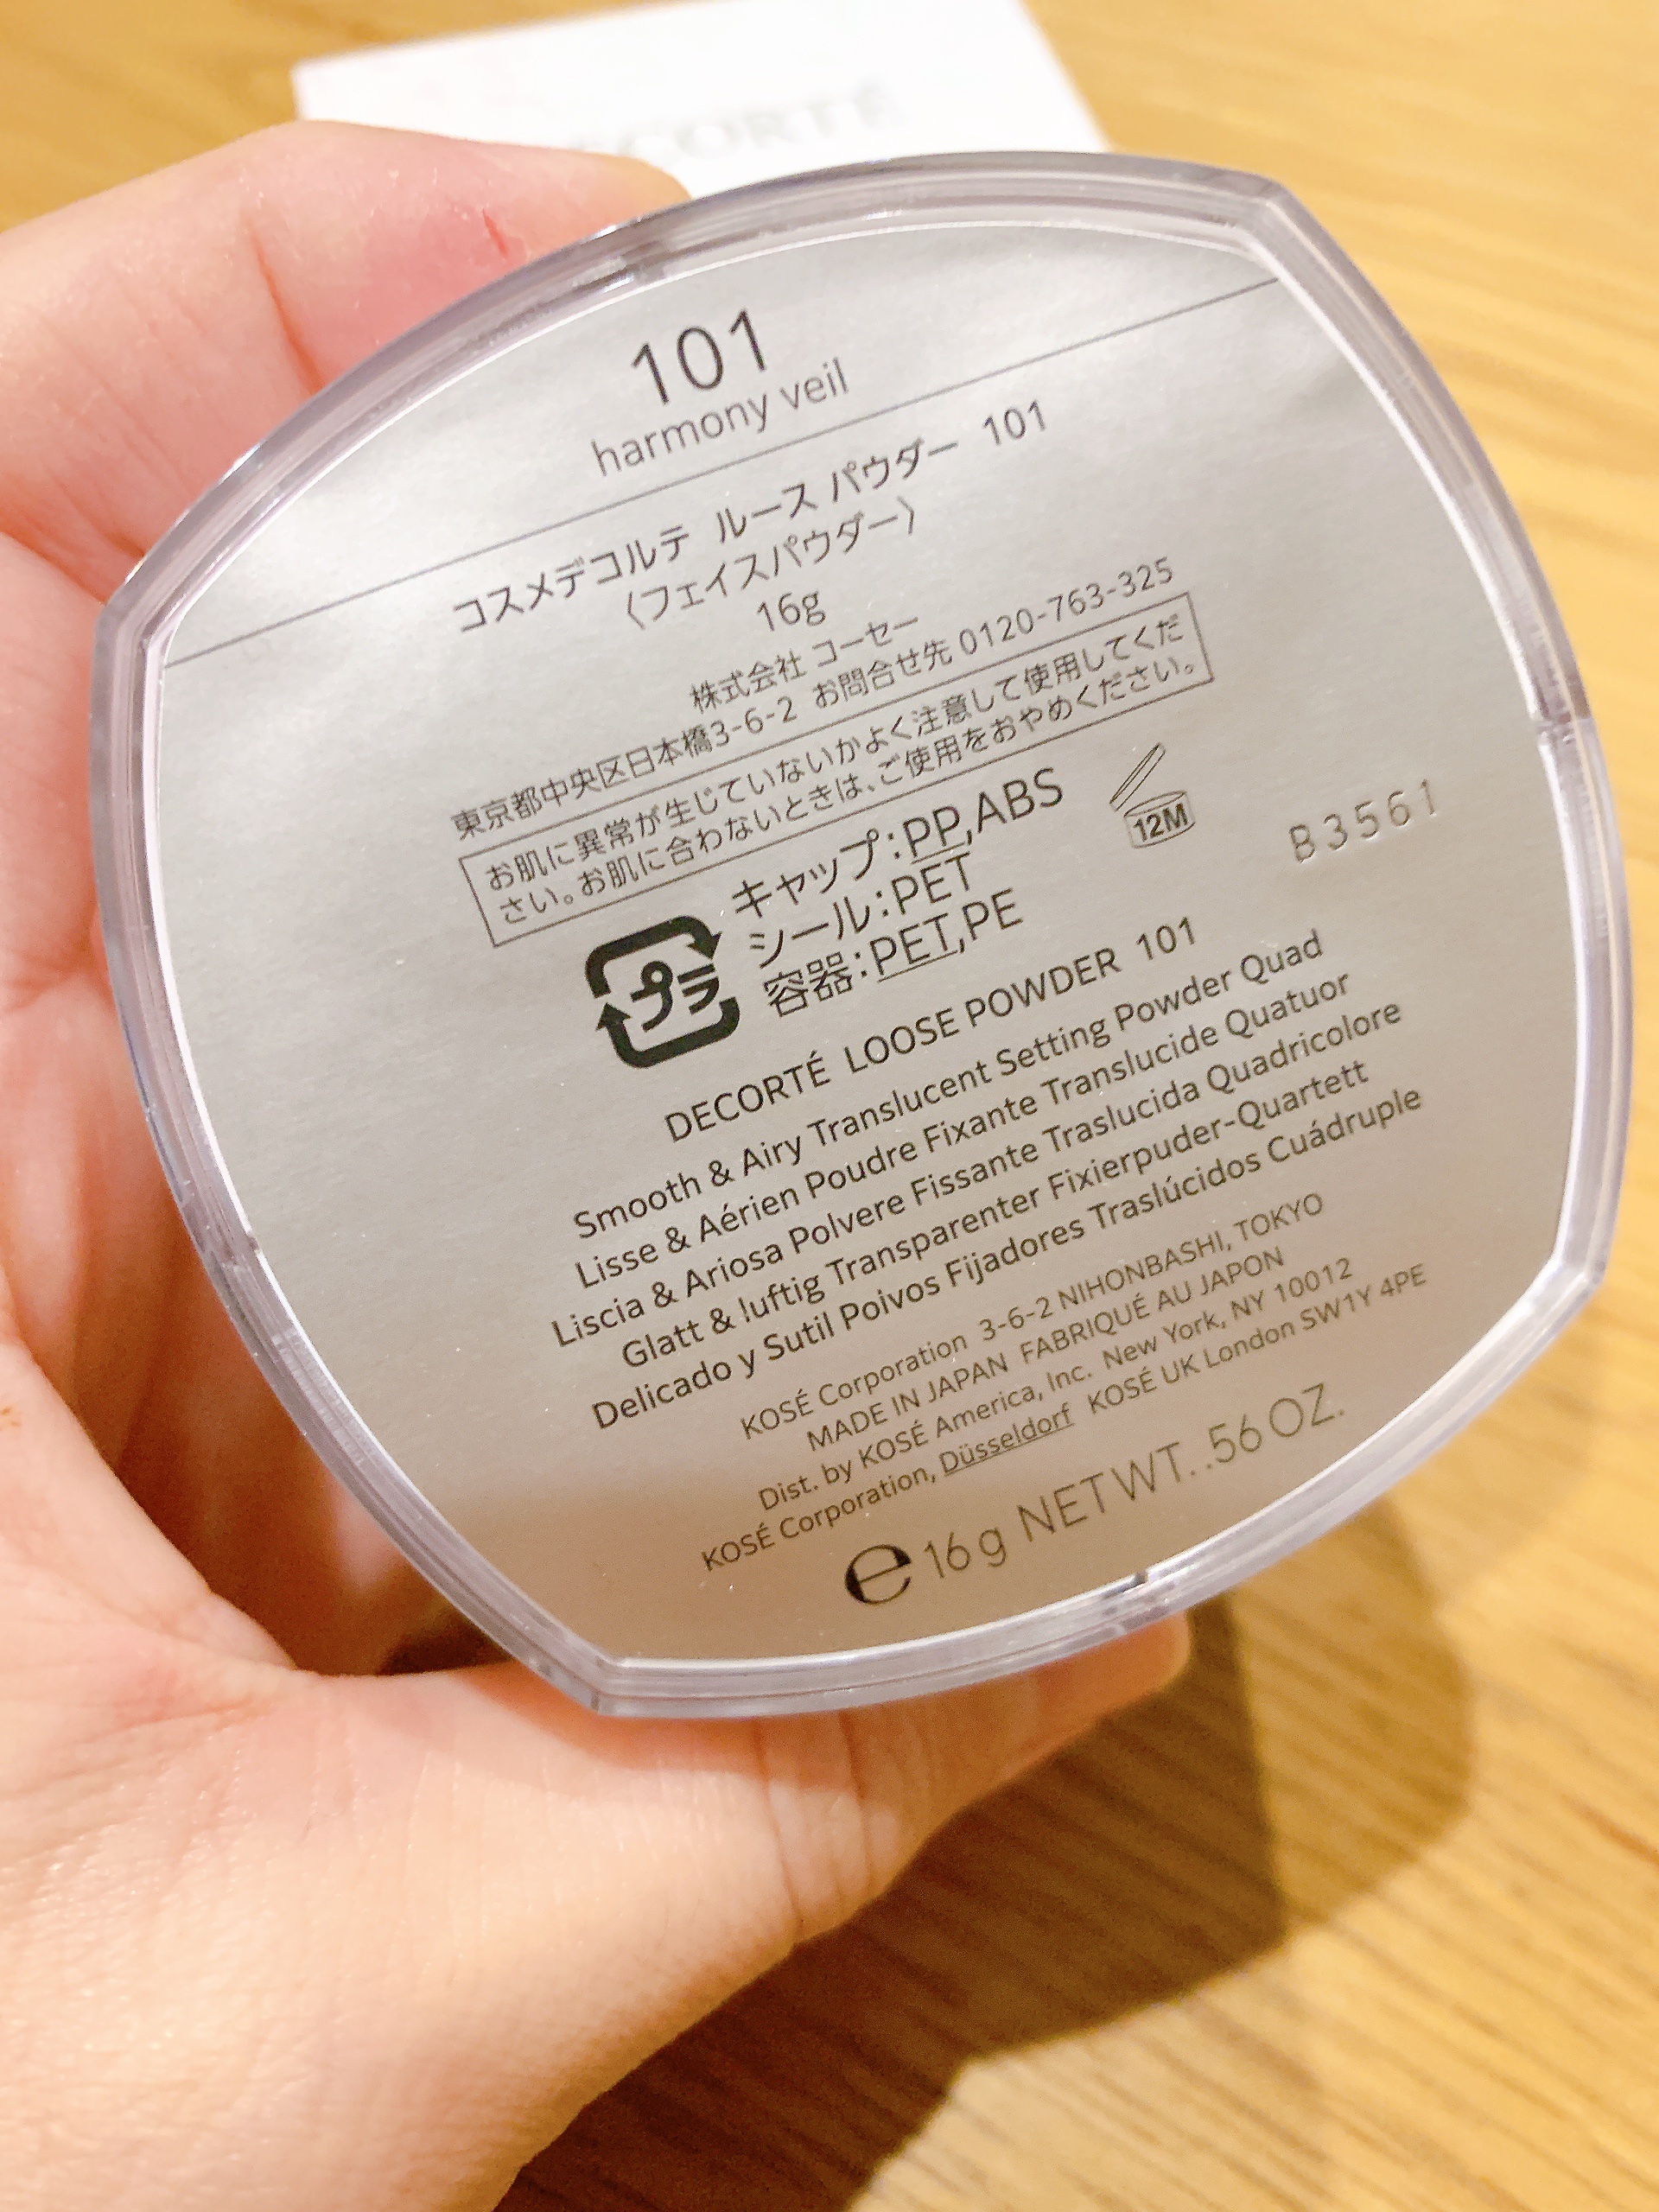 ECORTÉ
101
harmony veil
コスメデコルテ ルース パウダー 101
〈フェイスパウダー〉
16g
株式会社 コーセー
東京都中央区日本橋3-6-2 お問合せ先 0120-763-325
お肌に異常が生じていないかよく注意して使用してくだ
さい。お肌に合わないときは、ご使用をおやめください。
プラ
キャップ:PP,ABS
シール:PET
容器:PET,PE
12M
B3561
DECORTÉ LOOSE POWDER 101
Smooth & Airy Translucent Setting Powder Quad
Lisse & Aérien Poudre Fixante Translucide Quatuor
Liscia & Ariosa Polvere Fissante Traslucida Quadricolore
Glatt & luftig Transparenter Fixierpuder-Quartett
Delicado y Sutil Poivos Fijadores Traslúcidos Cuádruple
KOSÉ Corporation 3-6-2 NIHONBASHI, TOKYO
MADE IN JAPAN FABRIQUÉ AU JAPON
Dist. by KOSÉ America, Inc. New York, NY 10012
KOSÉ Corporation, Düsseldorf KOSÉ UK London SW1Y 4PE
e 16g NET WT. .56 OZ.